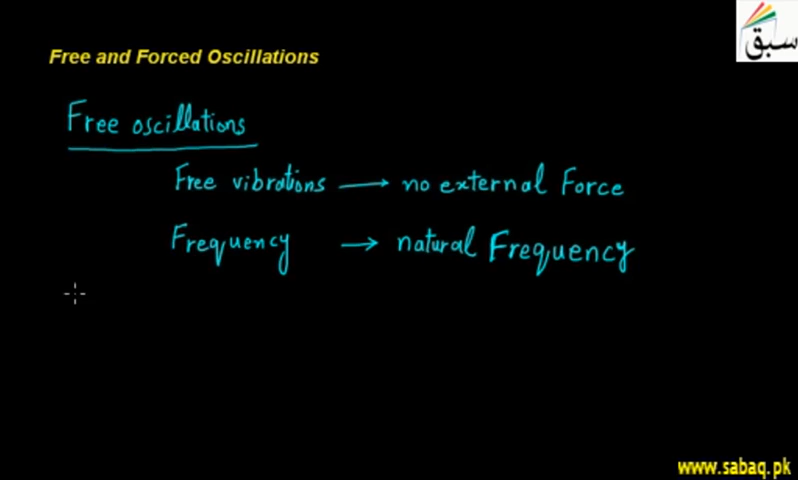 سبق
Free and Forced Oscillations
Free oscillations
Free vibrations → no external Force
Frequency → natural Frequency
www.sabaq.pk